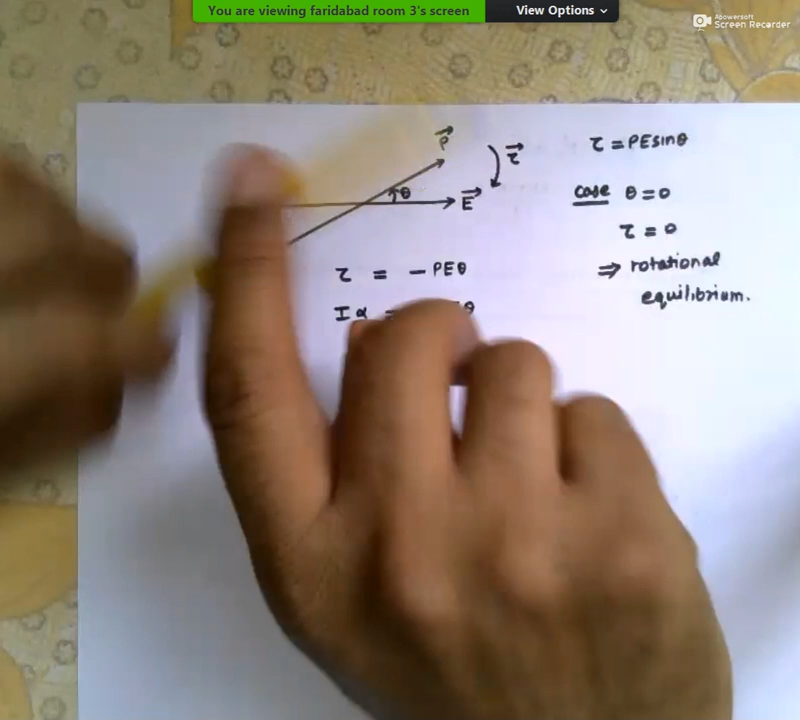 You are viewing faridabad room 3's screen
View Options
Apowersoft
Screen Recorder
P⃗
θ
E⃗
τ⃗
τ = PE sinθ
case θ = 0
τ = 0
⇒ rotational
equilibrium.
τ = - PEθ
Iα = θ